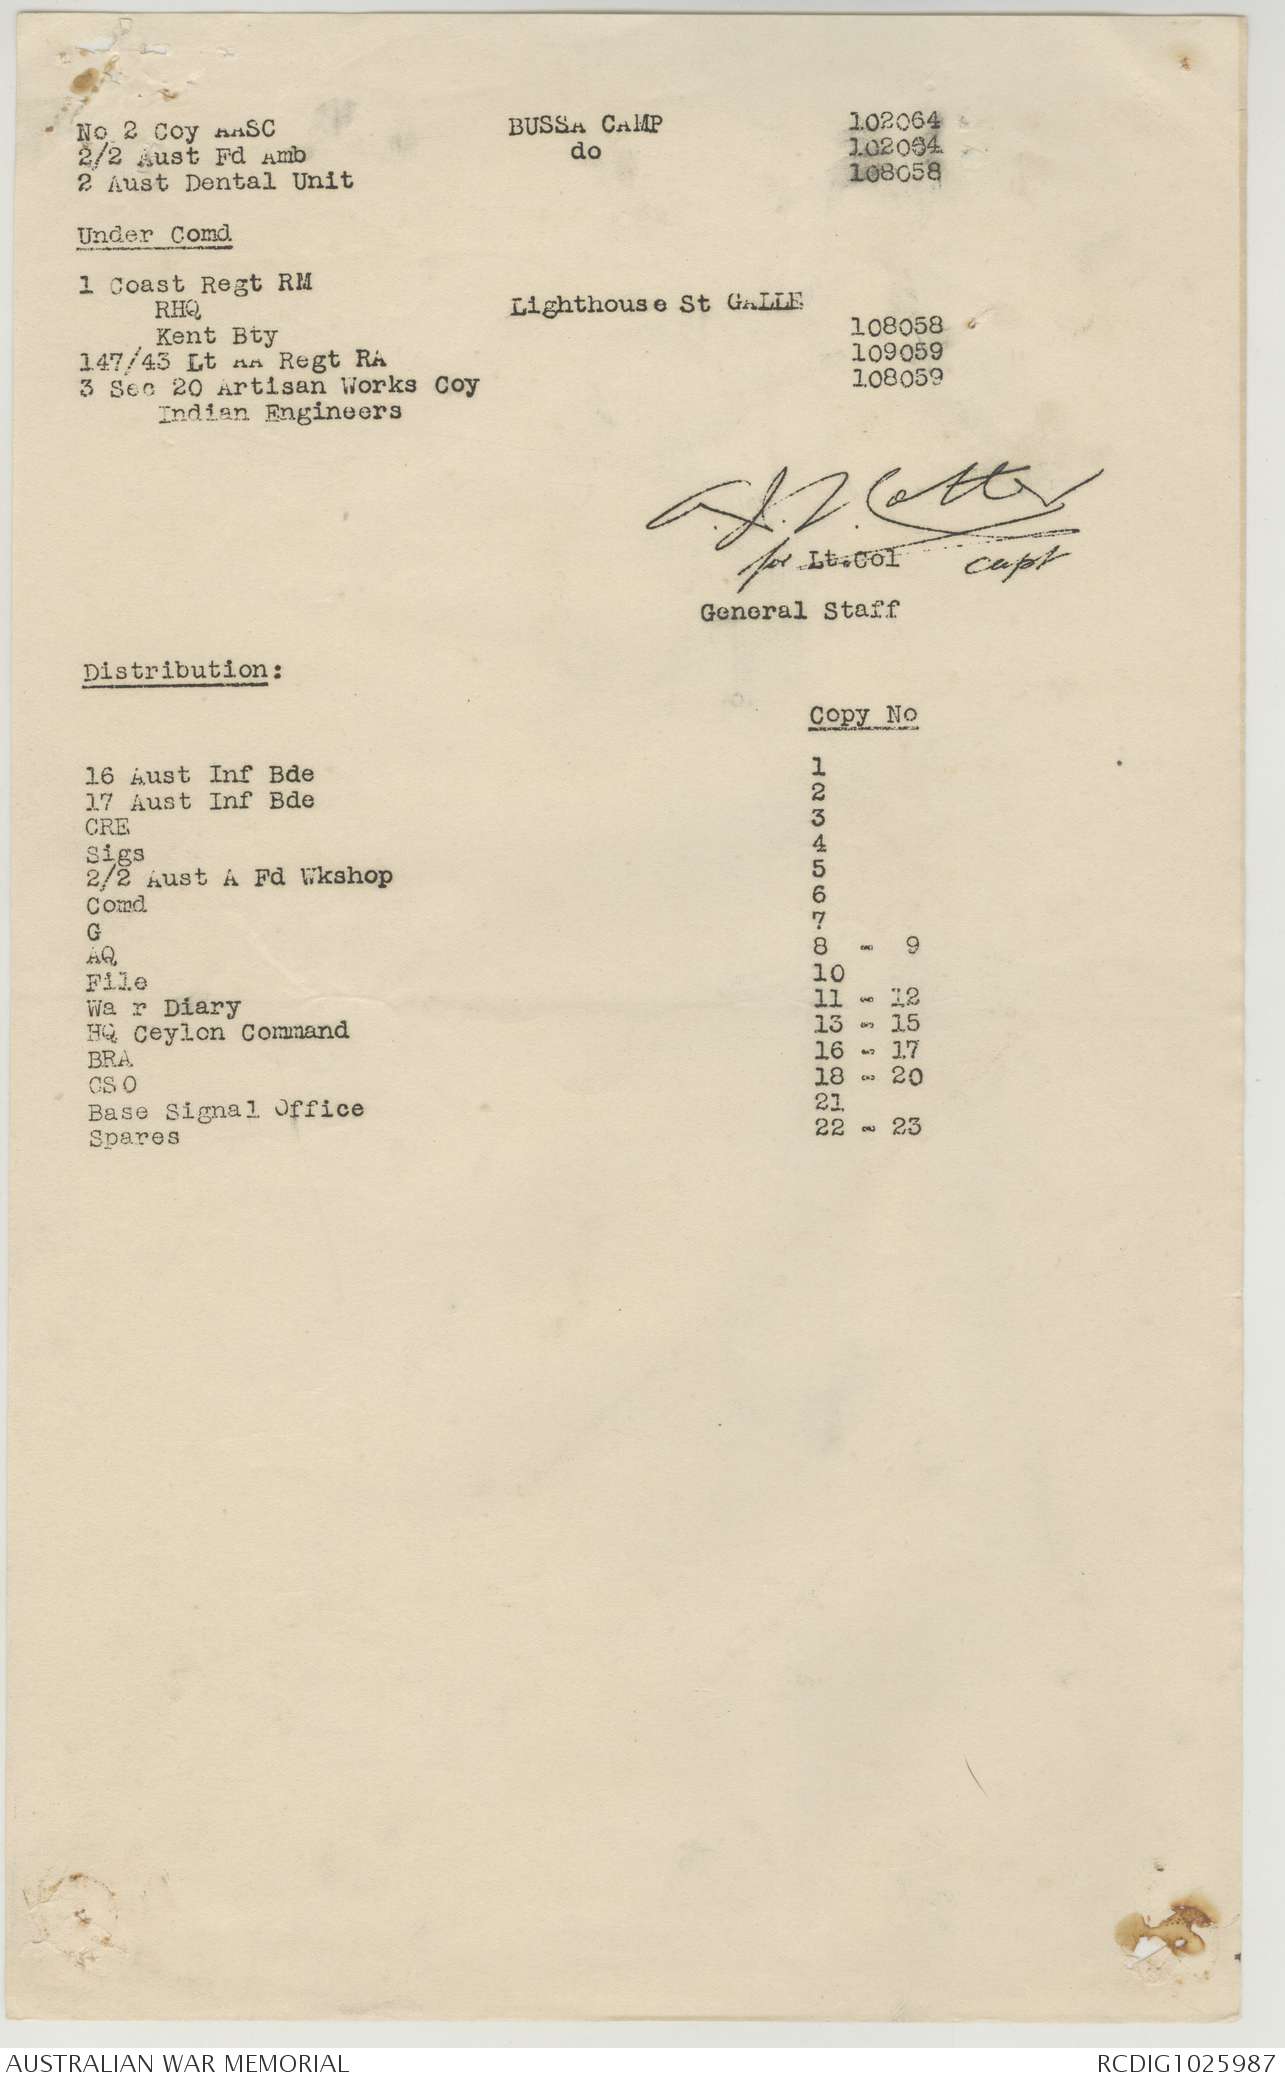 No 2 Coy AASC BUSSA CAMP 102064
2/2 Aust Fd Amb do 102064
2 Aust Dental Unit 108058
Under Comd
1 Coast Regt RM
RHQ Lighthouse St GALLE
Kent Bty 108058
147/43 Lt AA Regt RA 109059
3 Sec 20 Artisan Works Coy 108059
Indian Engineers
for Lt.Col capt
General Staff
Distribution:
Copy No
16 Aust Inf Bde 1
17 Aust Inf Bde 2
CRE 3
Sigs 4
2/2 Aust A Fd Wkshop 5
Comd 6
G 7
AQ 8 - 9
File 10
Wa r Diary 11 - 12
HQ Ceylon Command 13 - 15
BRA 16 - 17
CSO 18 - 20
Base Signal Office 21
Spares 22 - 23
AUSTRALIAN WAR MEMORIAL RCDIG1025987